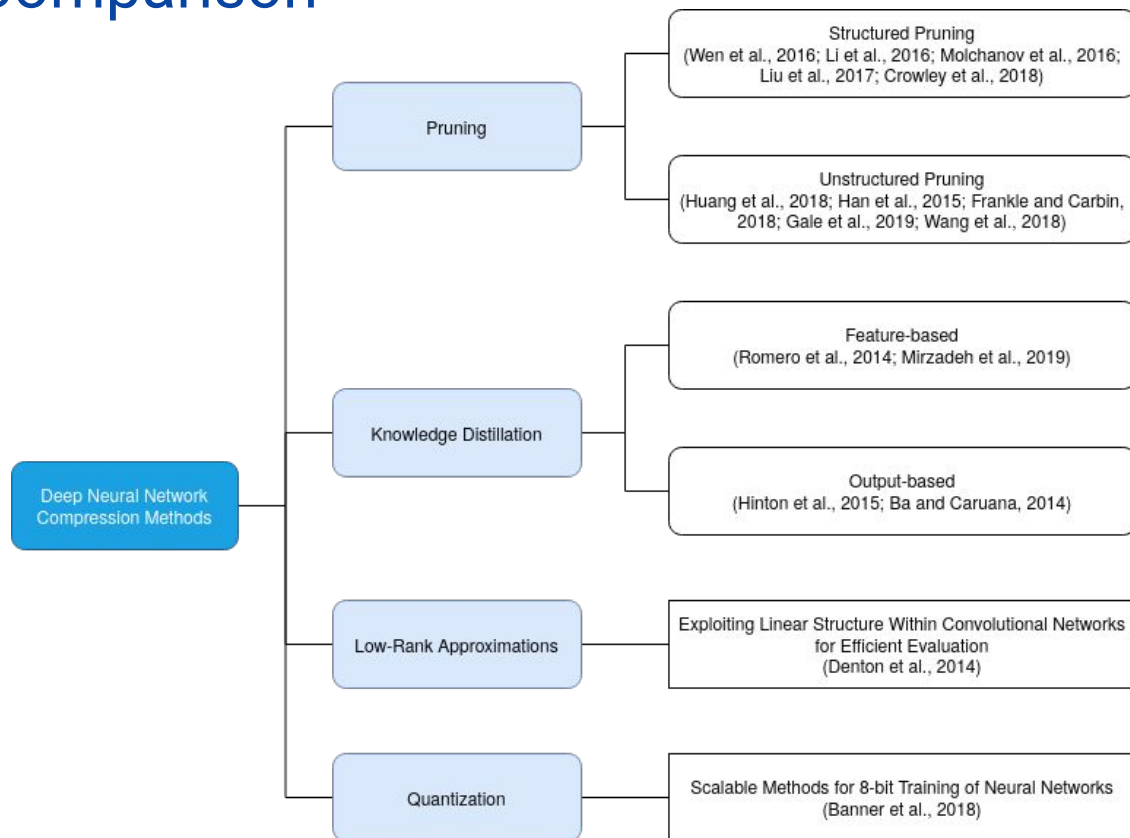 Comparison
Structured Pruning
(Wen et al., 2016; Li et al., 2016; Molchanov et al., 2016;
Liu et al., 2017; Crowley et al., 2018)
Pruning
Unstructured Pruning
(Huang et al., 2018; Han et al., 2015; Frankle and Carbin,
2018; Gale et al., 2019; Wang et al., 2018)
Feature-based
(Romero et al., 2014; Mirzadeh et al., 2019)
Knowledge Distillation
Output-based
(Hinton et al., 2015; Ba and Caruana, 2014)
Deep Neural Network
Compression Methods
Low-Rank Approximations
Exploiting Linear Structure Within Convolutional Networks
for Efficient Evaluation
(Denton et al., 2014)
Quantization
Scalable Methods for 8-bit Training of Neural Networks
(Banner et al., 2018)